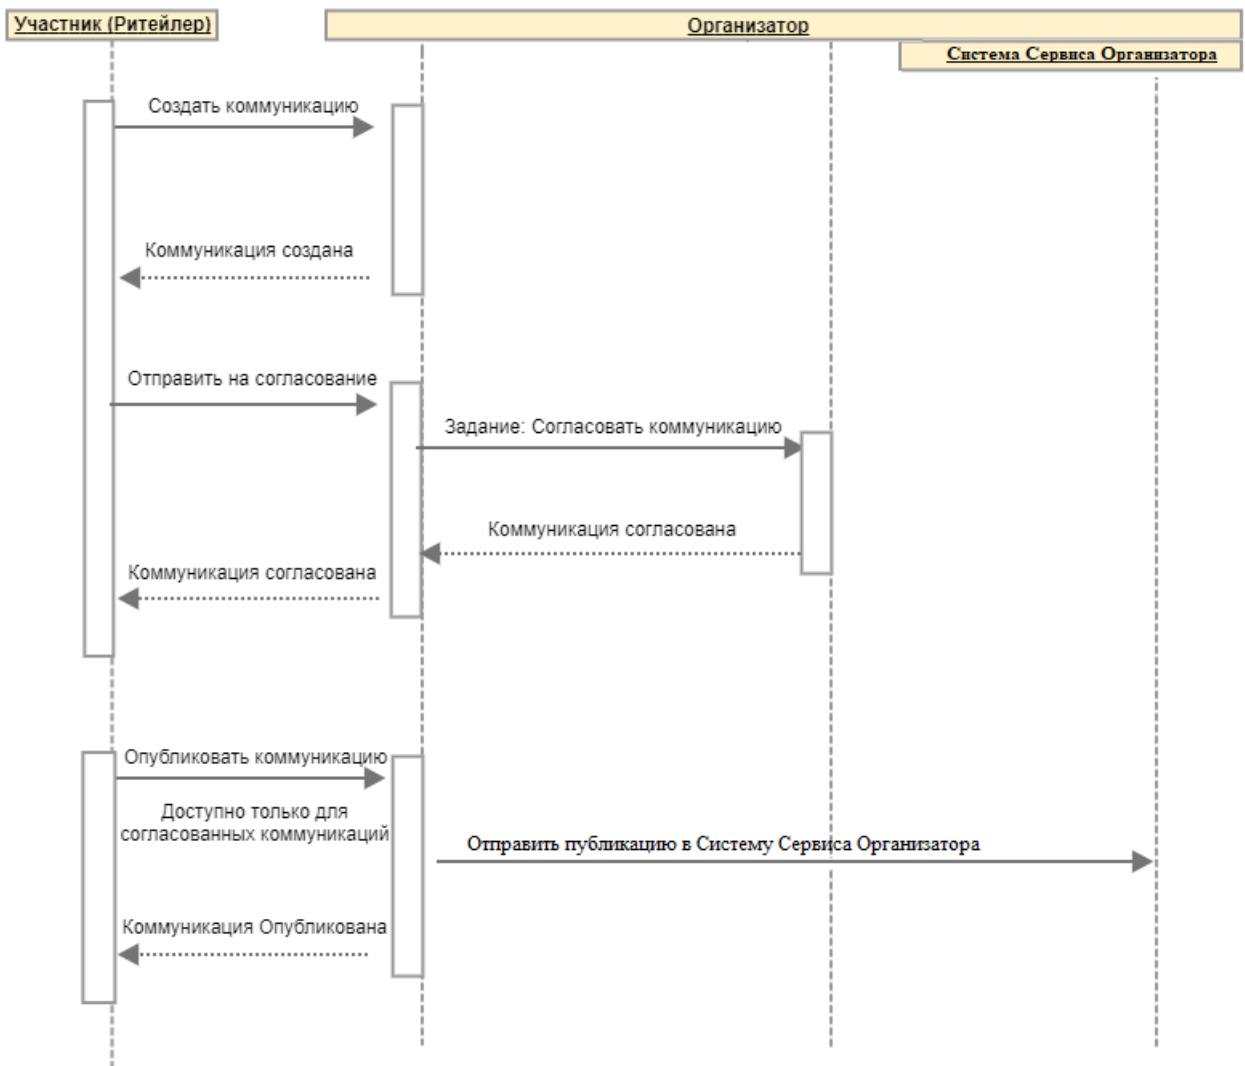 Участник (Ритейлер)
Организатор
Система Сервиса Организатора
Создать коммуникацию
Коммуникация создана
Отправить на согласование
Задание: Согласовать коммуникацию
Коммуникация согласована
Коммуникация согласована
Опубликовать коммуникацию
Доступно только для
согласованных коммуникаций
Отправить публикацию в Систему Сервиса Организатора
Коммуникация Опубликована